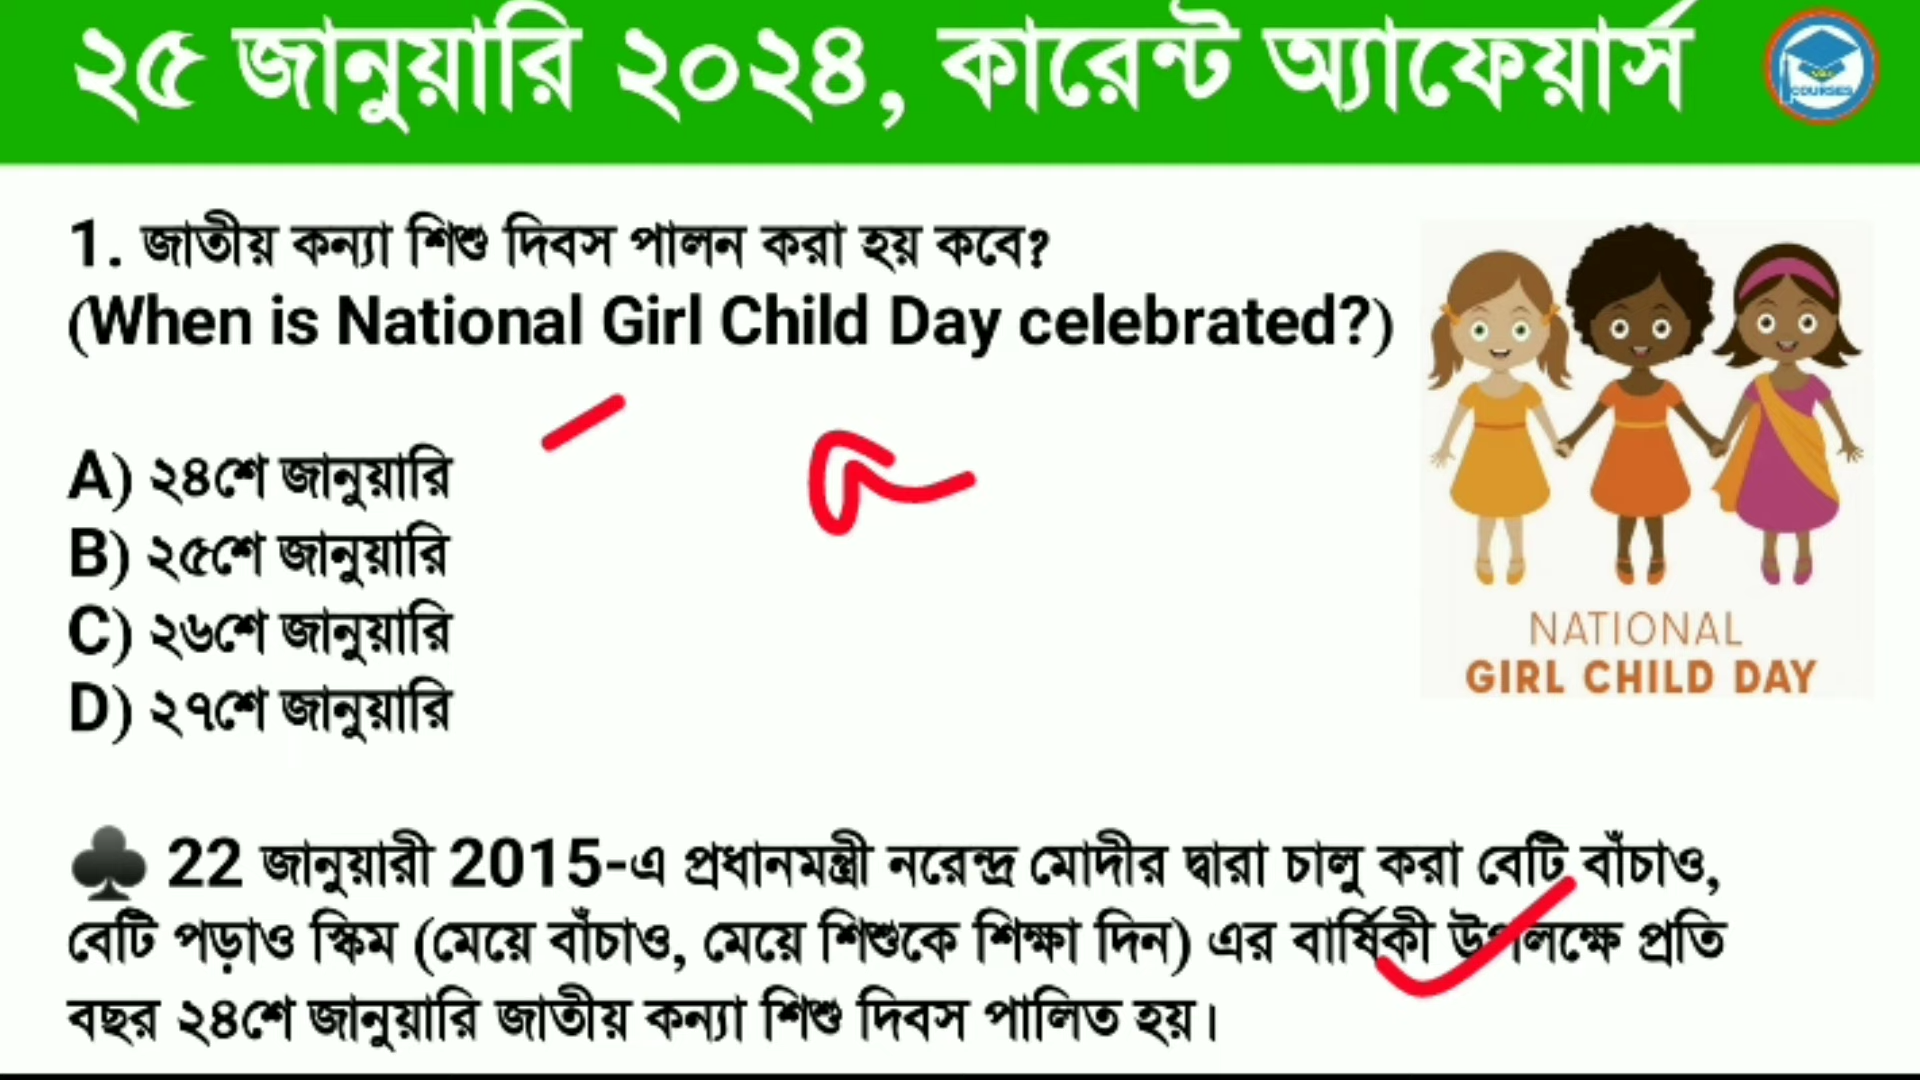 ২৫ জানুয়ারি ২০২৪, কারেন্ট অ্যাফেয়ার্স
COURSES
1. জাতীয় কন্যা শিশু দিবস পালন করা হয় কবে?
(When is National Girl Child Day celebrated?)
A) ২৪শে জানুয়ারি
B) ২৫শে জানুয়ারি
C) ২৬শে জানুয়ারি
D) ২৭শে জানুয়ারি
NATIONAL
GIRL CHILD DAY
22 জানুয়ারী 2015-এ প্রধানমন্ত্রী নরেন্দ্র মোদীর দ্বারা চালু করা বেটি বাঁচাও,
বেটি পড়াও স্কিম (মেয়ে বাঁচাও, মেয়ে শিশুকে শিক্ষা দিন) এর বার্ষিকী উপলক্ষে প্রতি
বছর ২৪শে জানুয়ারি জাতীয় কন্যা শিশু দিবস পালিত হয়।